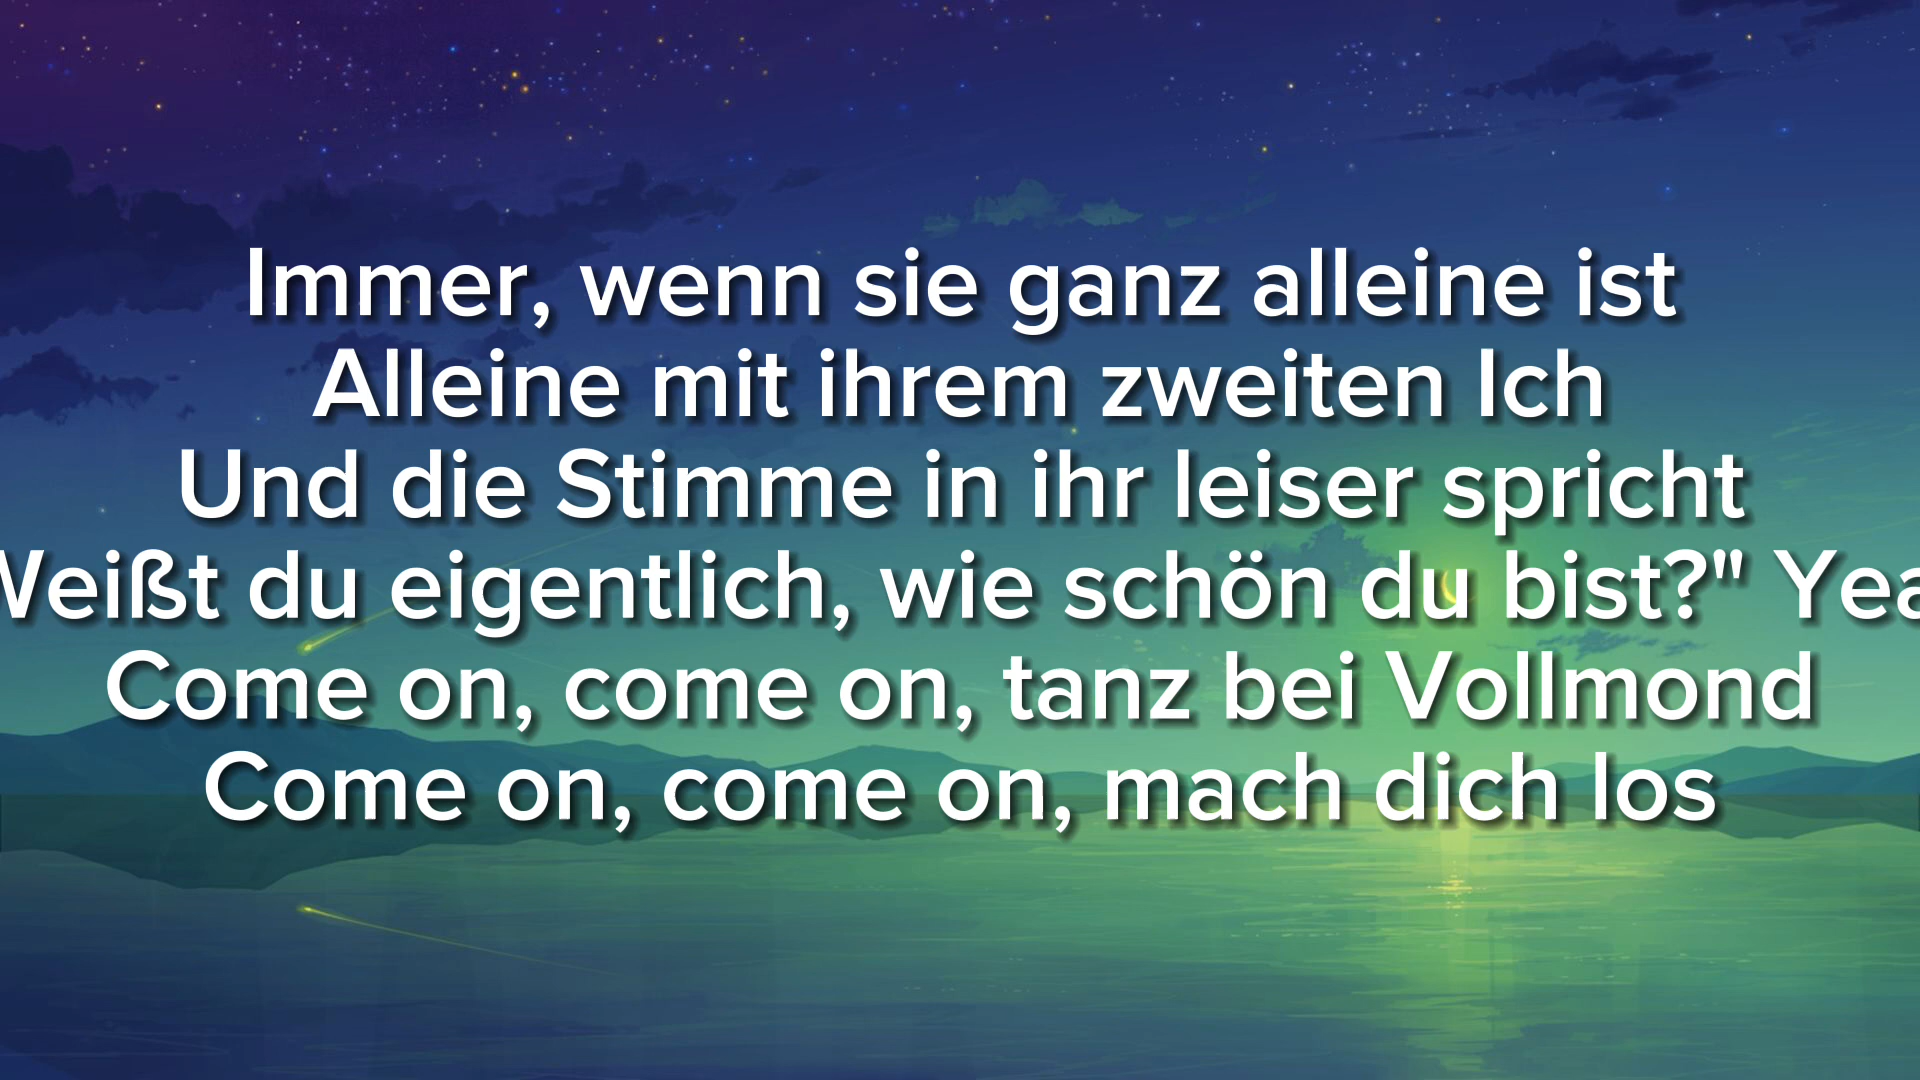 Immer, wenn sie ganz alleine ist
Alleine mit ihrem zweiten Ich
Und die Stimme in ihr leiser spricht
Weißt du eigentlich, wie schön du bist?" Yea
Come on, come on, tanz bei Vollmond
Come on, come on, mach dich los